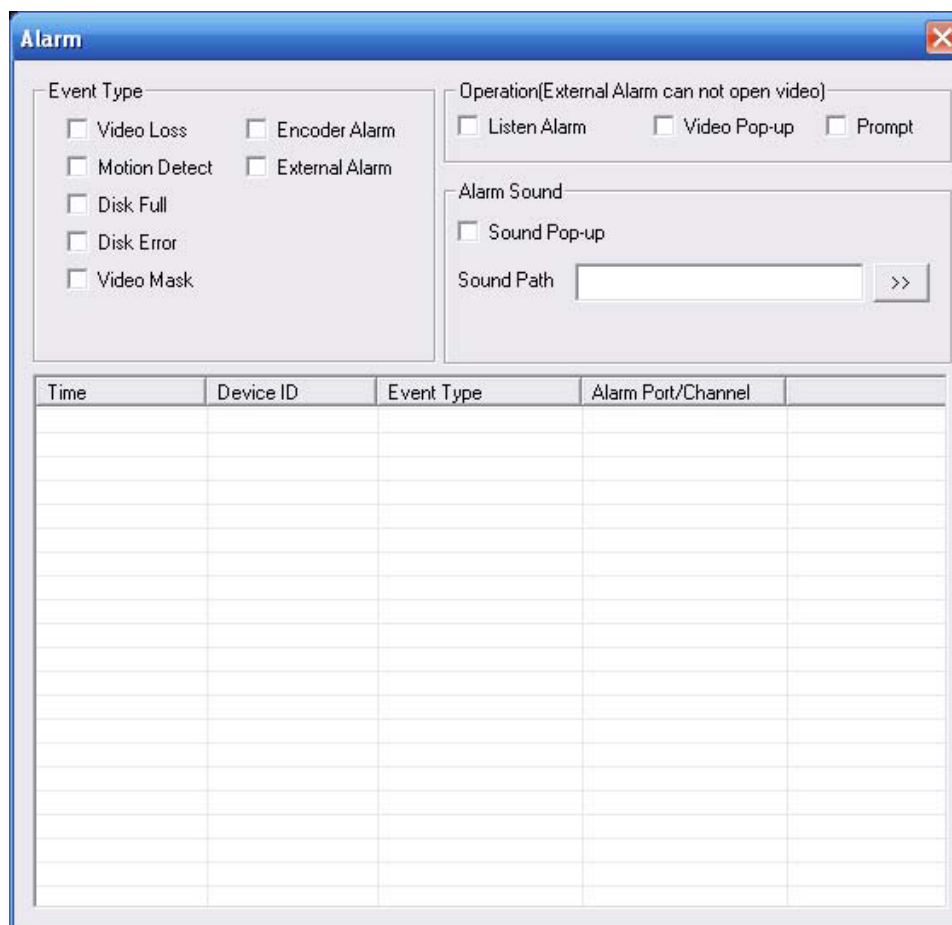 Alarm
Event Type
Video Loss
Encoder Alarm
Motion Detect
External Alarm
Disk Full
Disk Error
Video Mask
Operation(External Alarm can not open video)
Listen Alarm
Video Pop-up
Prompt
Alarm Sound
Sound Pop-up
Sound Path
>>
Time
Device ID
Event Type
Alarm Port/Channel